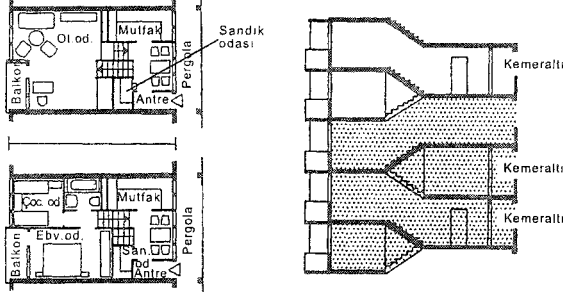 Mutfak
Sandık
odası
Ot.od.
Balkon
Antre
Pergola
Mutfak
Çoc. od
Ebv.od.
San.
od
Antre
Balkon
Pergola
Kemeraltı
Kemeraltı
Kemeraltı